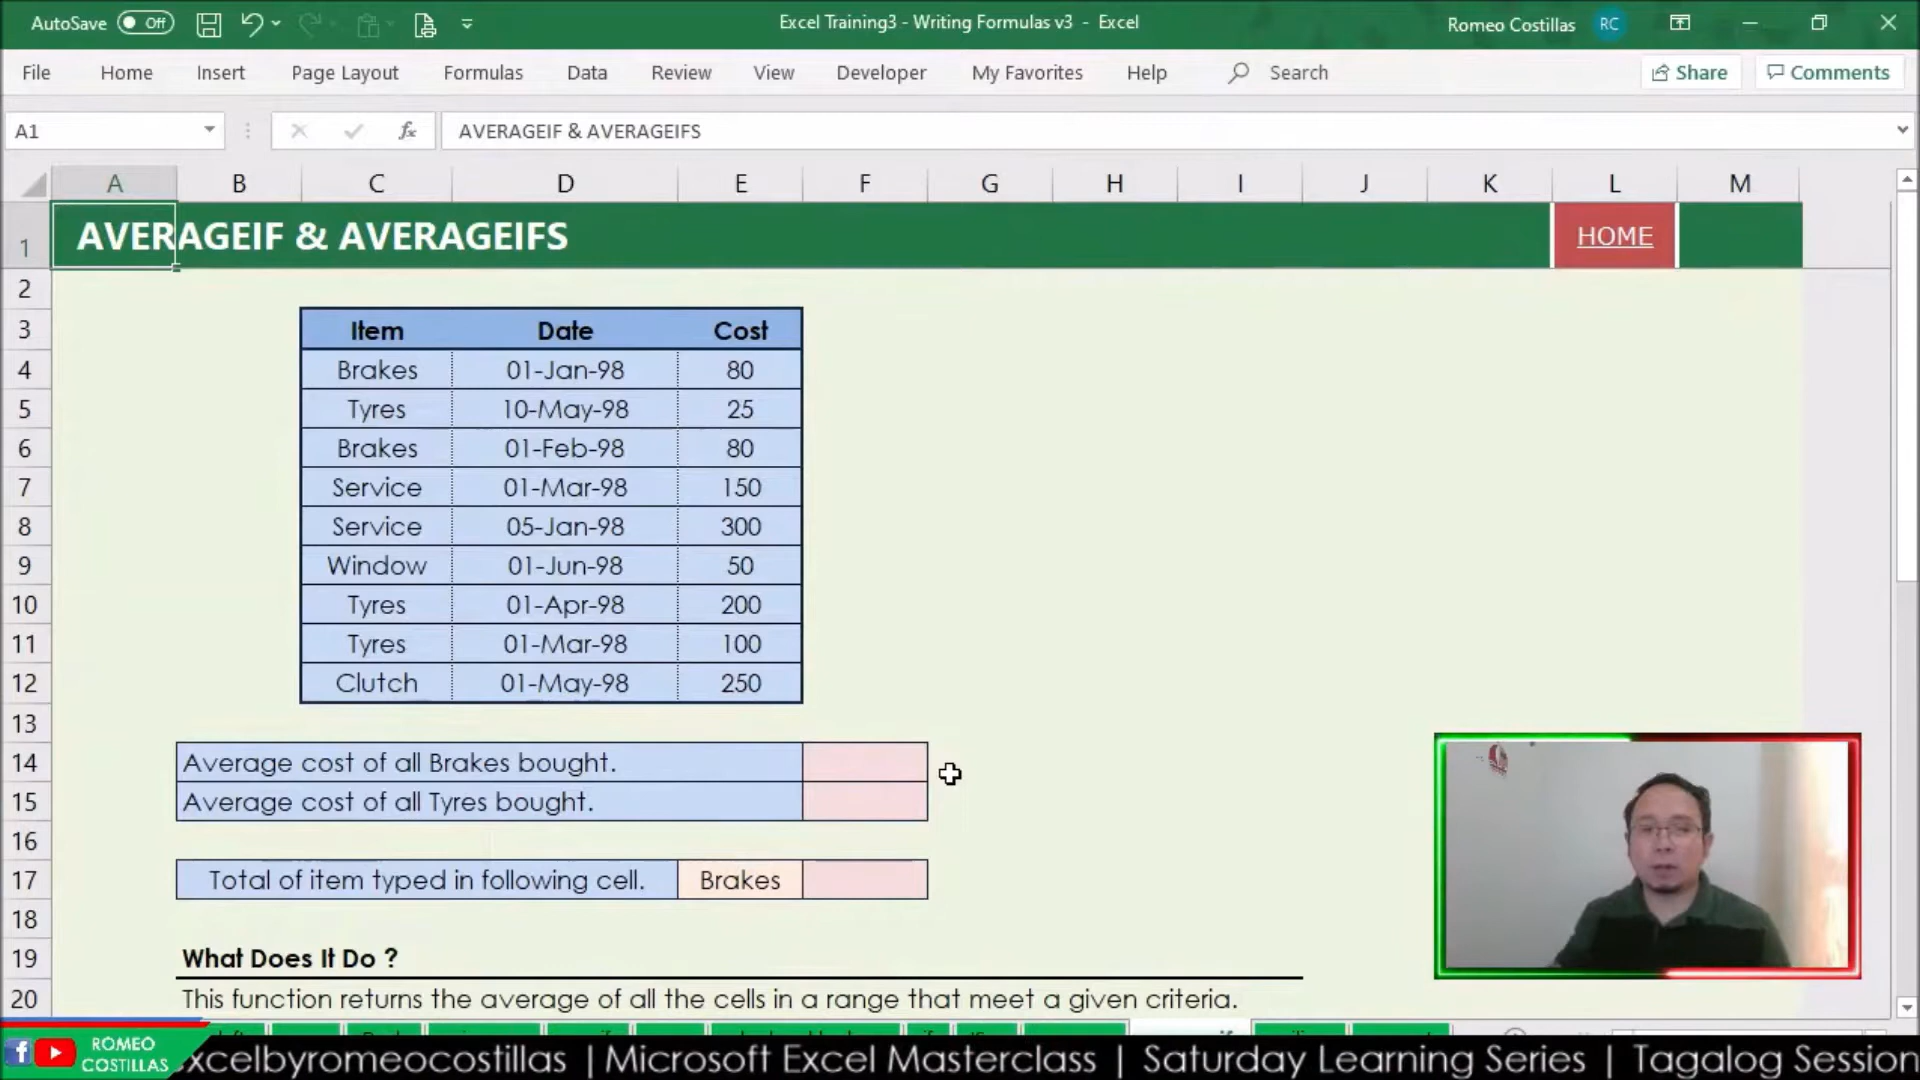 AutoSave Off Excel Training3 - Writing Formulas v3 - Excel Romeo Costillas RC
File Home Insert Page Layout Formulas Data Review View Developer My Favorites Help Search Share Comments
A1 fx AVERAGEIF & AVERAGEIFS
A B C D E F G H I J K L M
1 AVERAGEIF & AVERAGEIFS HOME
2
3 Item Date Cost
4 Brakes 01-Jan-98 80
5 Tyres 10-May-98 25
6 Brakes 01-Feb-98 80
7 Service 01-Mar-98 150
8 Service 05-Jan-98 300
9 Window 01-Jun-98 50
10 Tyres 01-Apr-98 200
11 Tyres 01-Mar-98 100
12 Clutch 01-May-98 250
13
14 Average cost of all Brakes bought.
15 Average cost of all Tyres bought.
16
17 Total of item typed in following cell. Brakes
18
19 What Does It Do ?
20 This function returns the average of all the cells in a range that meet a given criteria.
ROMEO
COSTILLAS
excelbyromeocostillas | Microsoft Excel Masterclass | Saturday Learning Series | Tagalog Session